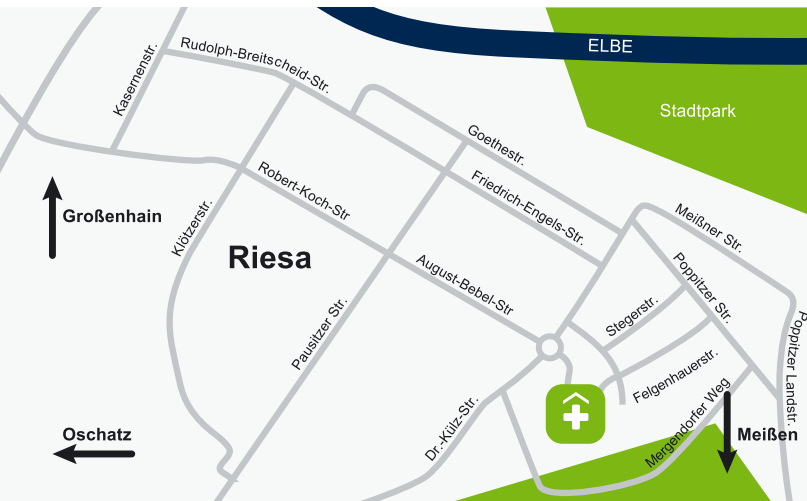 ELBE
Rudolph-Breitscheid-Str.
Kasernenstr.
Stadtpark
Goethestr.
Robert-Koch-Str
Friedrich-Engels-Str.
Großenhain
Klötzerstr.
Meißner Str.
Riesa
Poppitzer Str.
August-Bebel-Str
Pausitzer Str.
Stegerstr.
Poppitzer Landstr.
Felgenhauerstr.
Dr.-Külz-Str.
Mergendorfer Weg
Oschatz
Meißen